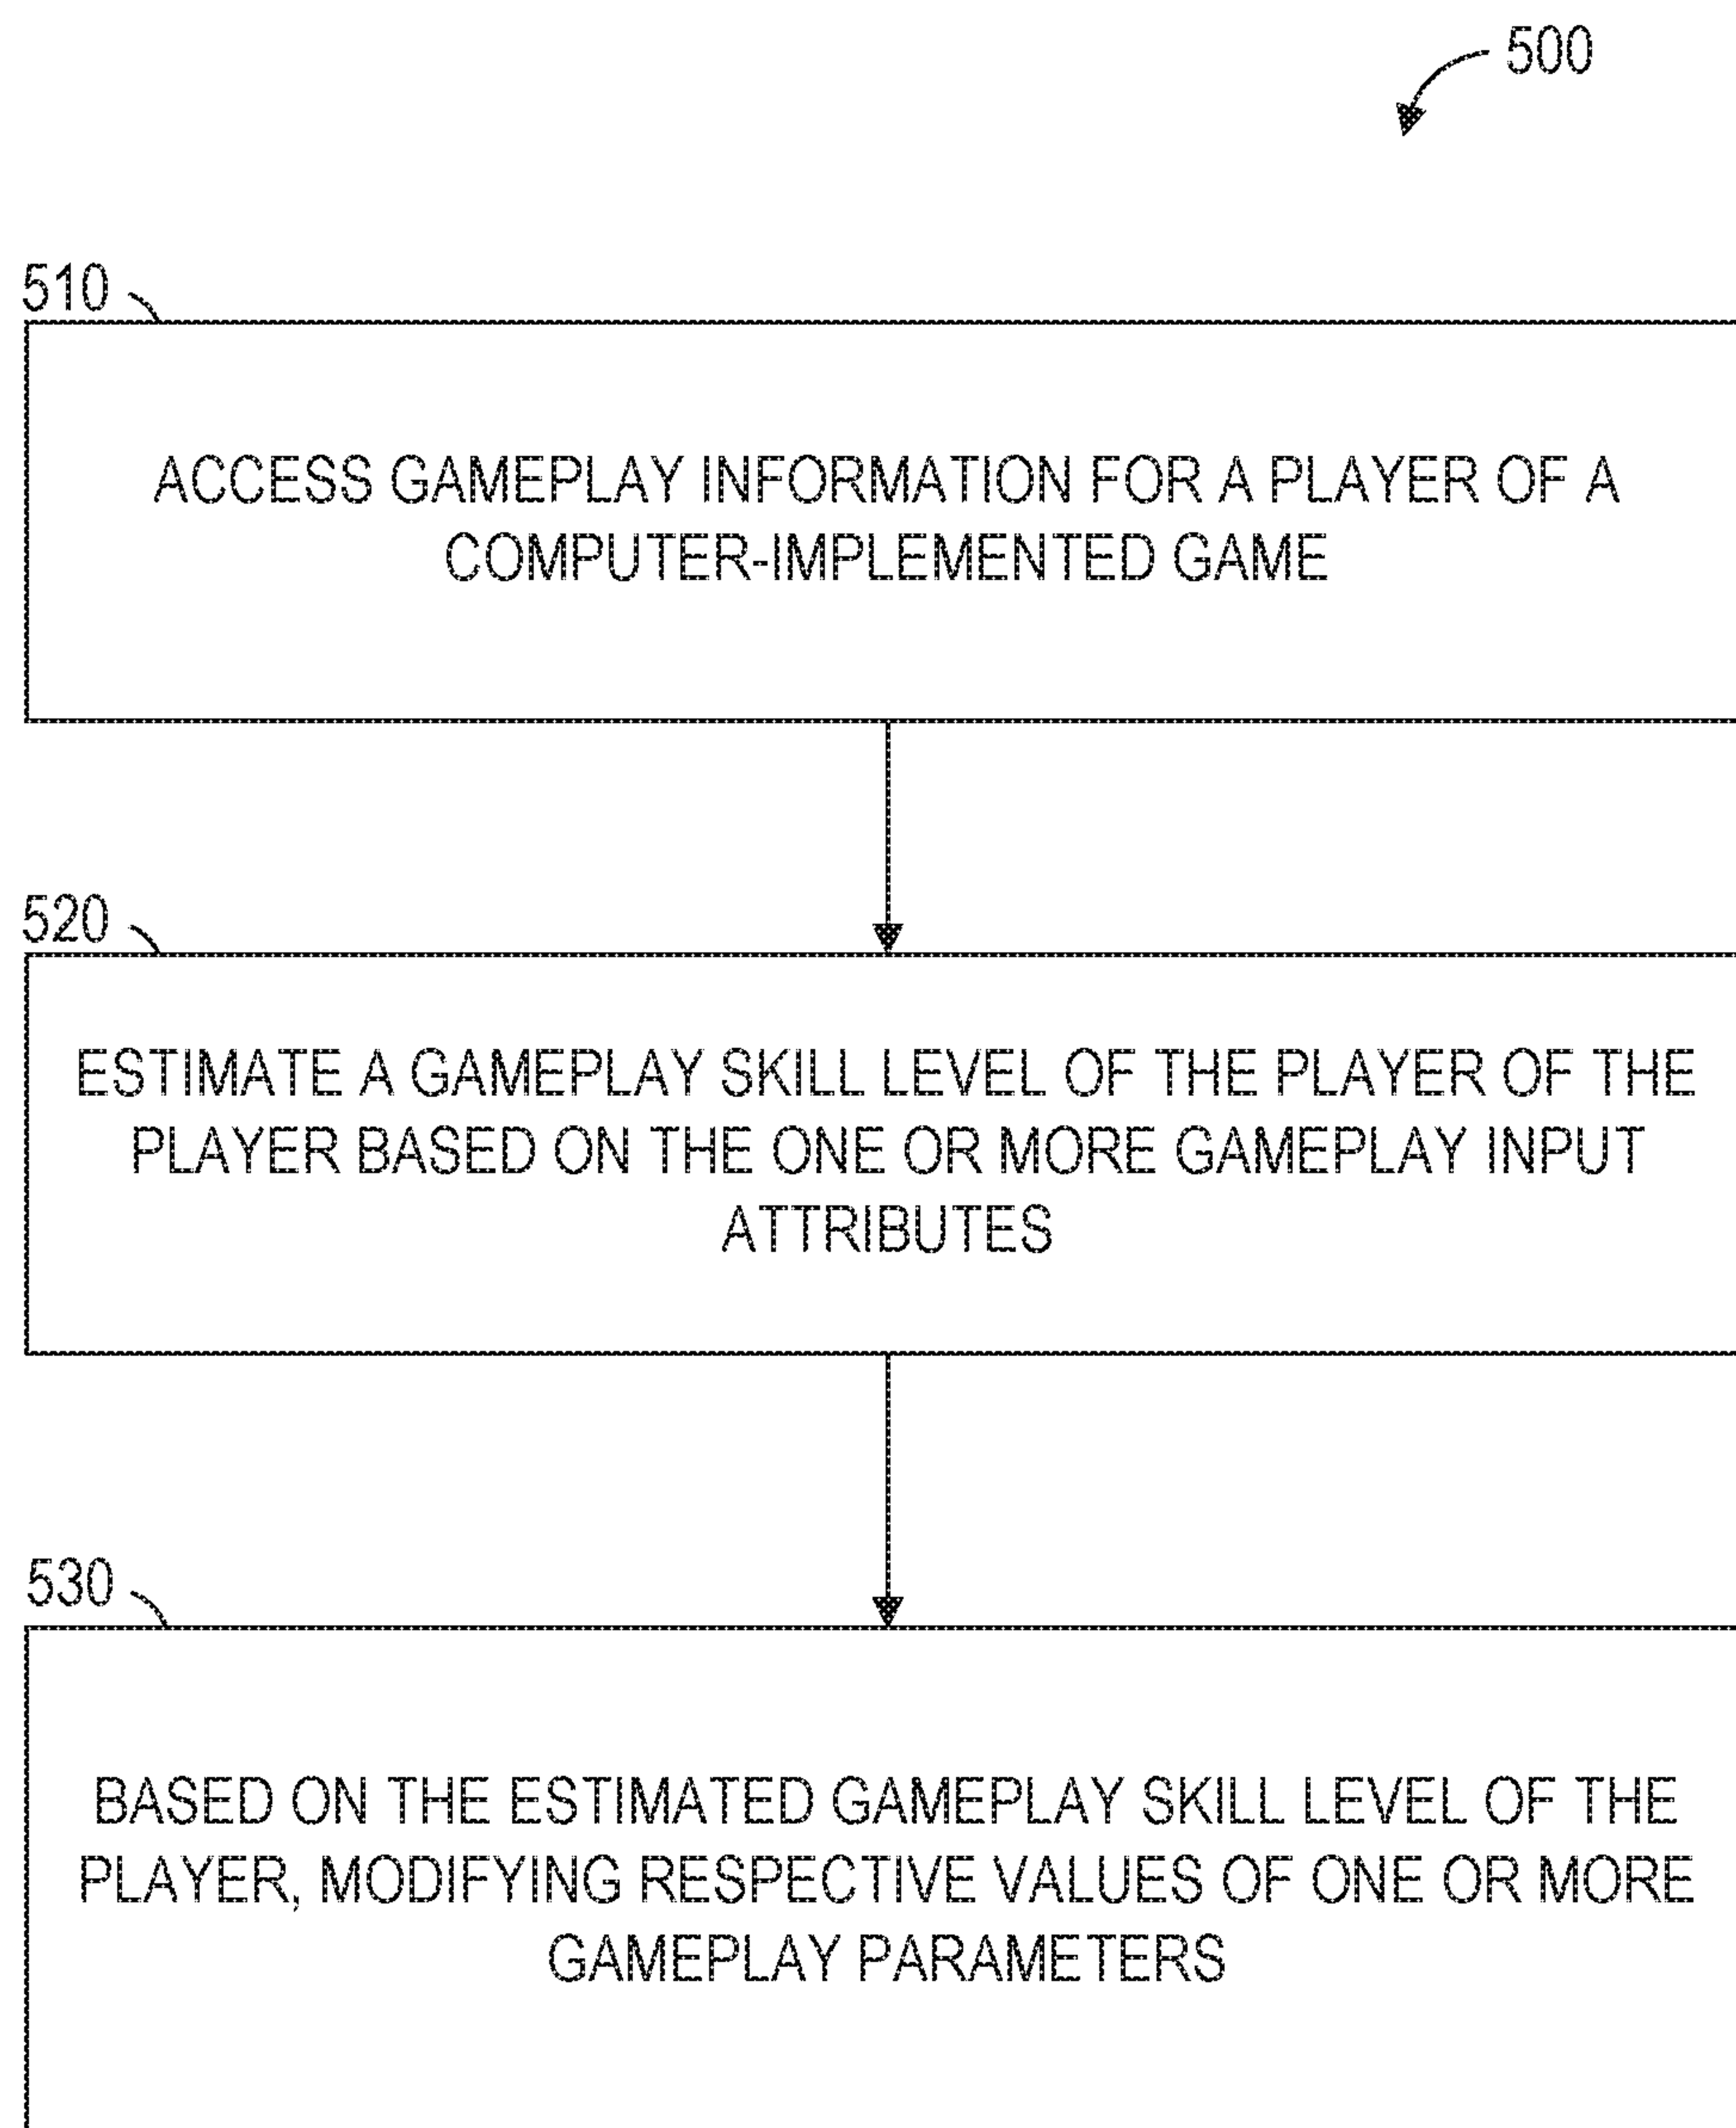 500
510
ACCESS GAMEPLAY INFORMATION FOR A PLAYER OF A
COMPUTER-IMPLEMENTED GAME
520
ESTIMATE A GAMEPLAY SKILL LEVEL OF THE PLAYER OF THE
PLAYER BASED ON THE ONE OR MORE GAMEPLAY INPUT
ATTRIBUTES
530
BASED ON THE ESTIMATED GAMEPLAY SKILL LEVEL OF THE
PLAYER, MODIFYING RESPECTIVE VALUES OF ONE OR MORE
GAMEPLAY PARAMETERS